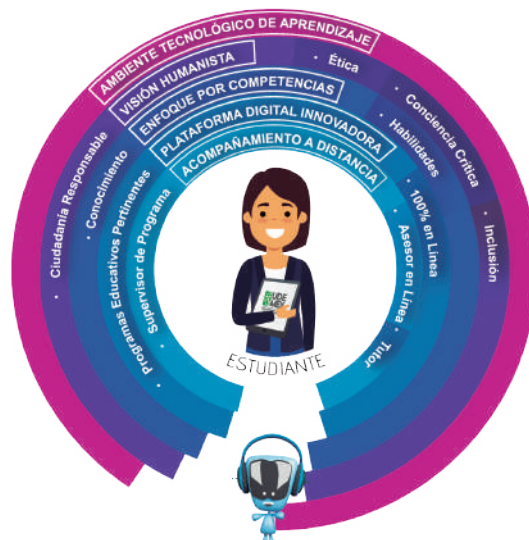 AMBIENTE TECNOLÓGICO DE APRENDIZAJE
VISIÓN HUMANISTA
ENFOQUE POR COMPETENCIAS
PLATAFORMA DIGITAL INNOVADORA
ACOMPAÑAMIENTO A DISTANCIA
• Ciudadanía Responsable
• Ética
• Conciencia Crítica
• Inclusión
• Conocimiento
• Habilidades
• Programas Educativos Pertinentes
• 100% en Línea
• Supervisor de Programa
• Asesor en Línea
• Tutor
ESTUDIANTE